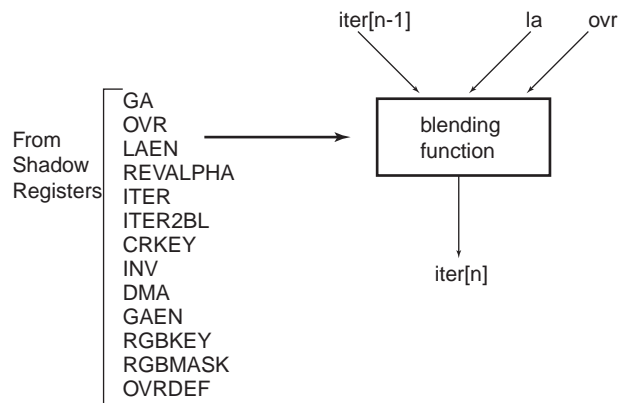 iter[n-1] la ovr
From
Shadow
Registers
GA
OVR
LAEN
REVALPHA
ITER
ITER2BL
CRKEY
INV
DMA
GAEN
RGBKEY
RGBMASK
OVRDEF
blending
function
iter[n]